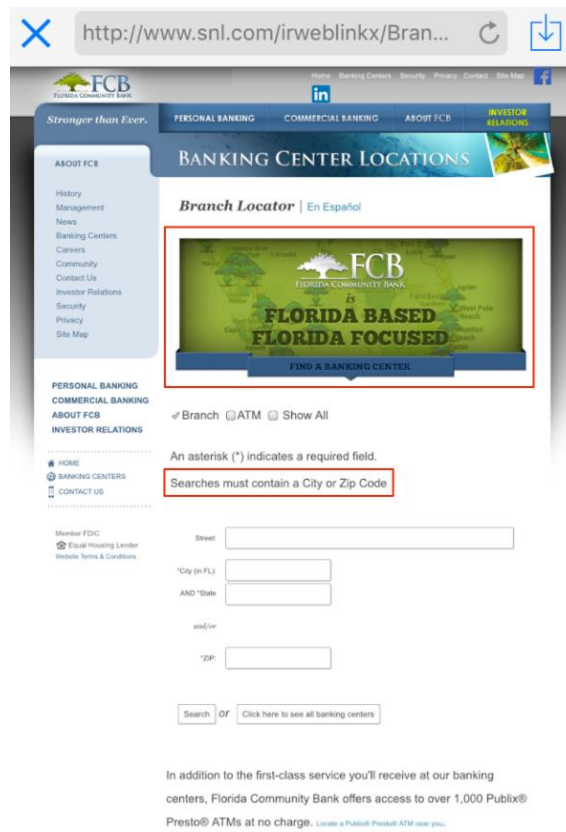 http://www.snl.com/irweblinkx/Bran...
FCB
FLORIDA COMMUNITY BANK
Home Banking Centers Security Privacy Contact Site Map
Stronger than Ever.
PERSONAL BANKING COMMERCIAL BANKING ABOUT FCB INVESTOR RELATIONS
ABOUT FCB
BANKING CENTER LOCATIONS
History
Management
News
Banking Centers
Careers
Community
Contact Us
Investor Relations
Security
Privacy
Site Map
PERSONAL BANKING
COMMERCIAL BANKING
ABOUT FCB
INVESTOR RELATIONS
HOME
BANKING CENTERS
CONTACT US
Member FDIC
Equal Housing Lender
Website Terms & Conditions
Branch Locator | En Español
FCB
FLORIDA COMMUNITY BANK
is
FLORIDA BASED
FLORIDA FOCUSED
FIND A BANKING CENTER
Branch ATM Show All
An asterisk (*) indicates a required field.
Searches must contain a City or Zip Code
Street:
*City (in FL):
AND *State
and/or
*ZIP:
Search or Click here to see all banking centers
In addition to the first-class service you'll receive at our banking
centers, Florida Community Bank offers access to over 1,000 Publix®
Presto® ATMs at no charge. Locate a Publix® Presto® ATM near you.